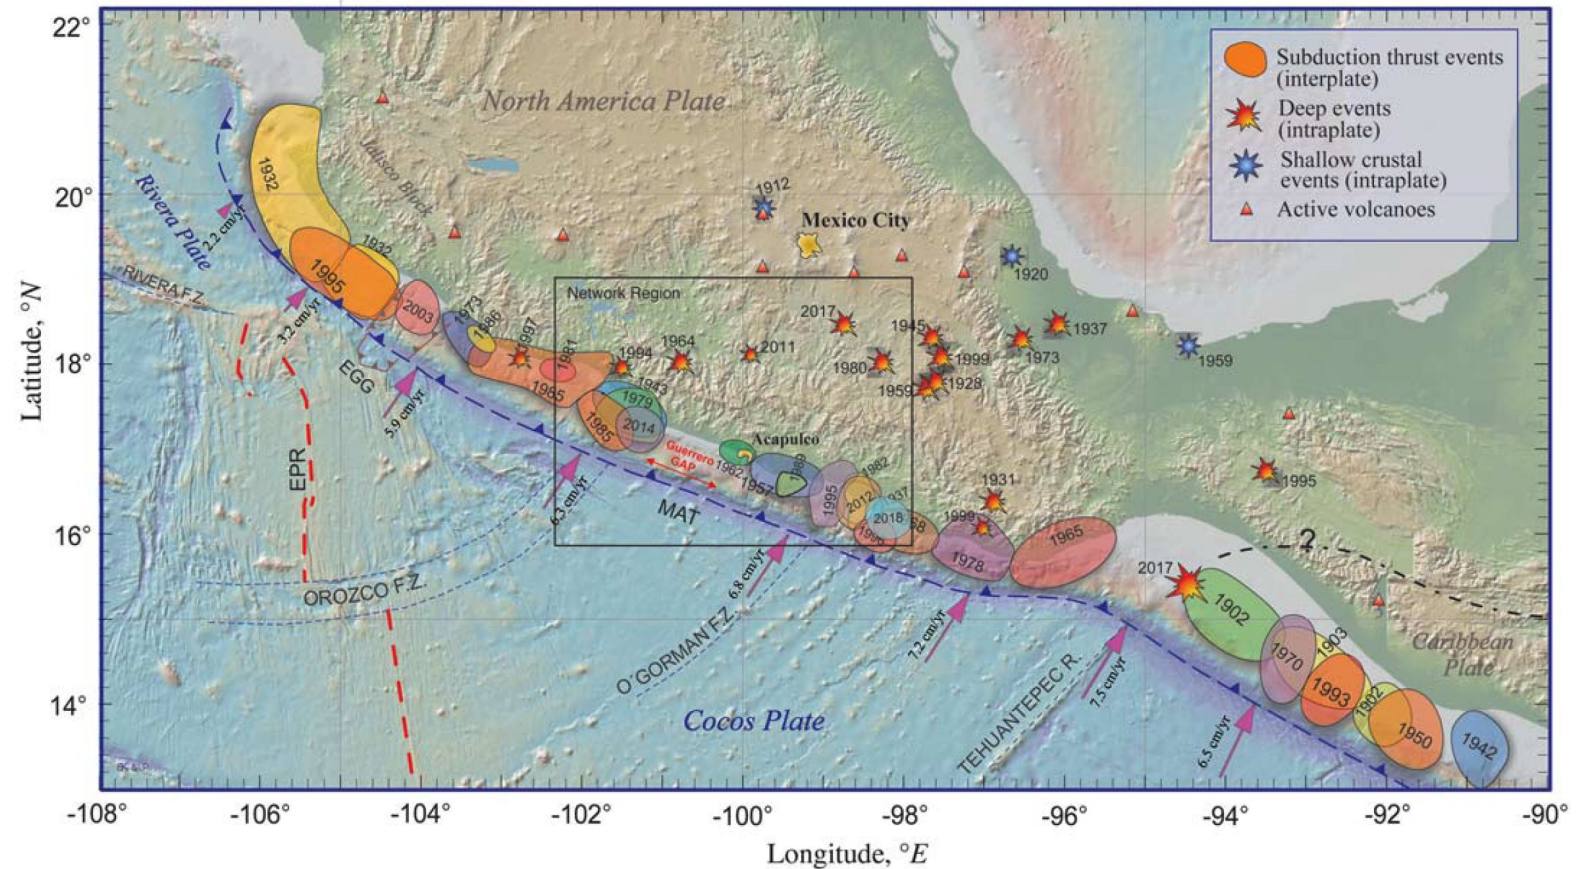 22°
20°
18°
16°
14°
Latitude, °N
-108
-106°
-104°
-102°
-100°
-98°
-96°
-94°
-92°
-90°
Longitude, °E
Subduction thrust events
(interplate)
Deep events
(intraplate)
Shallow crustal
events (intraplate)
Active volcanoes
North America Plate
Jalisco Block
Rivera Plate
RIVERA F.Z.
2.2 cm/yr
3.2 cm/yr
1932
1932
1995
2003
1973
1986
1997
1981
1985
1985
EGG
5.9 cm/yr
EPR
OROZCO F.Z.
Network Region
1994
1964
2011
2017
1943
1979
2014
Guerrero
GAP
Acapulco
1962
1957
1989
MAT
6.3 cm/yr
6.8 cm/yr
O´GORMAN F.Z.
1912
Mexico City
1920
1945
1980
1999
1928
1959
1973
1937
1959
1995
1982
2012
1937
2018
1995
1931
1999
1978
1965
7.2 cm/yr
TEHUANTEPEC R.
7.5 cm/yr
6.5 cm/yr
Cocos Plate
2017
?
1995
1902
1970
1903
1993
1902
1950
1942
Caribbean
Plate